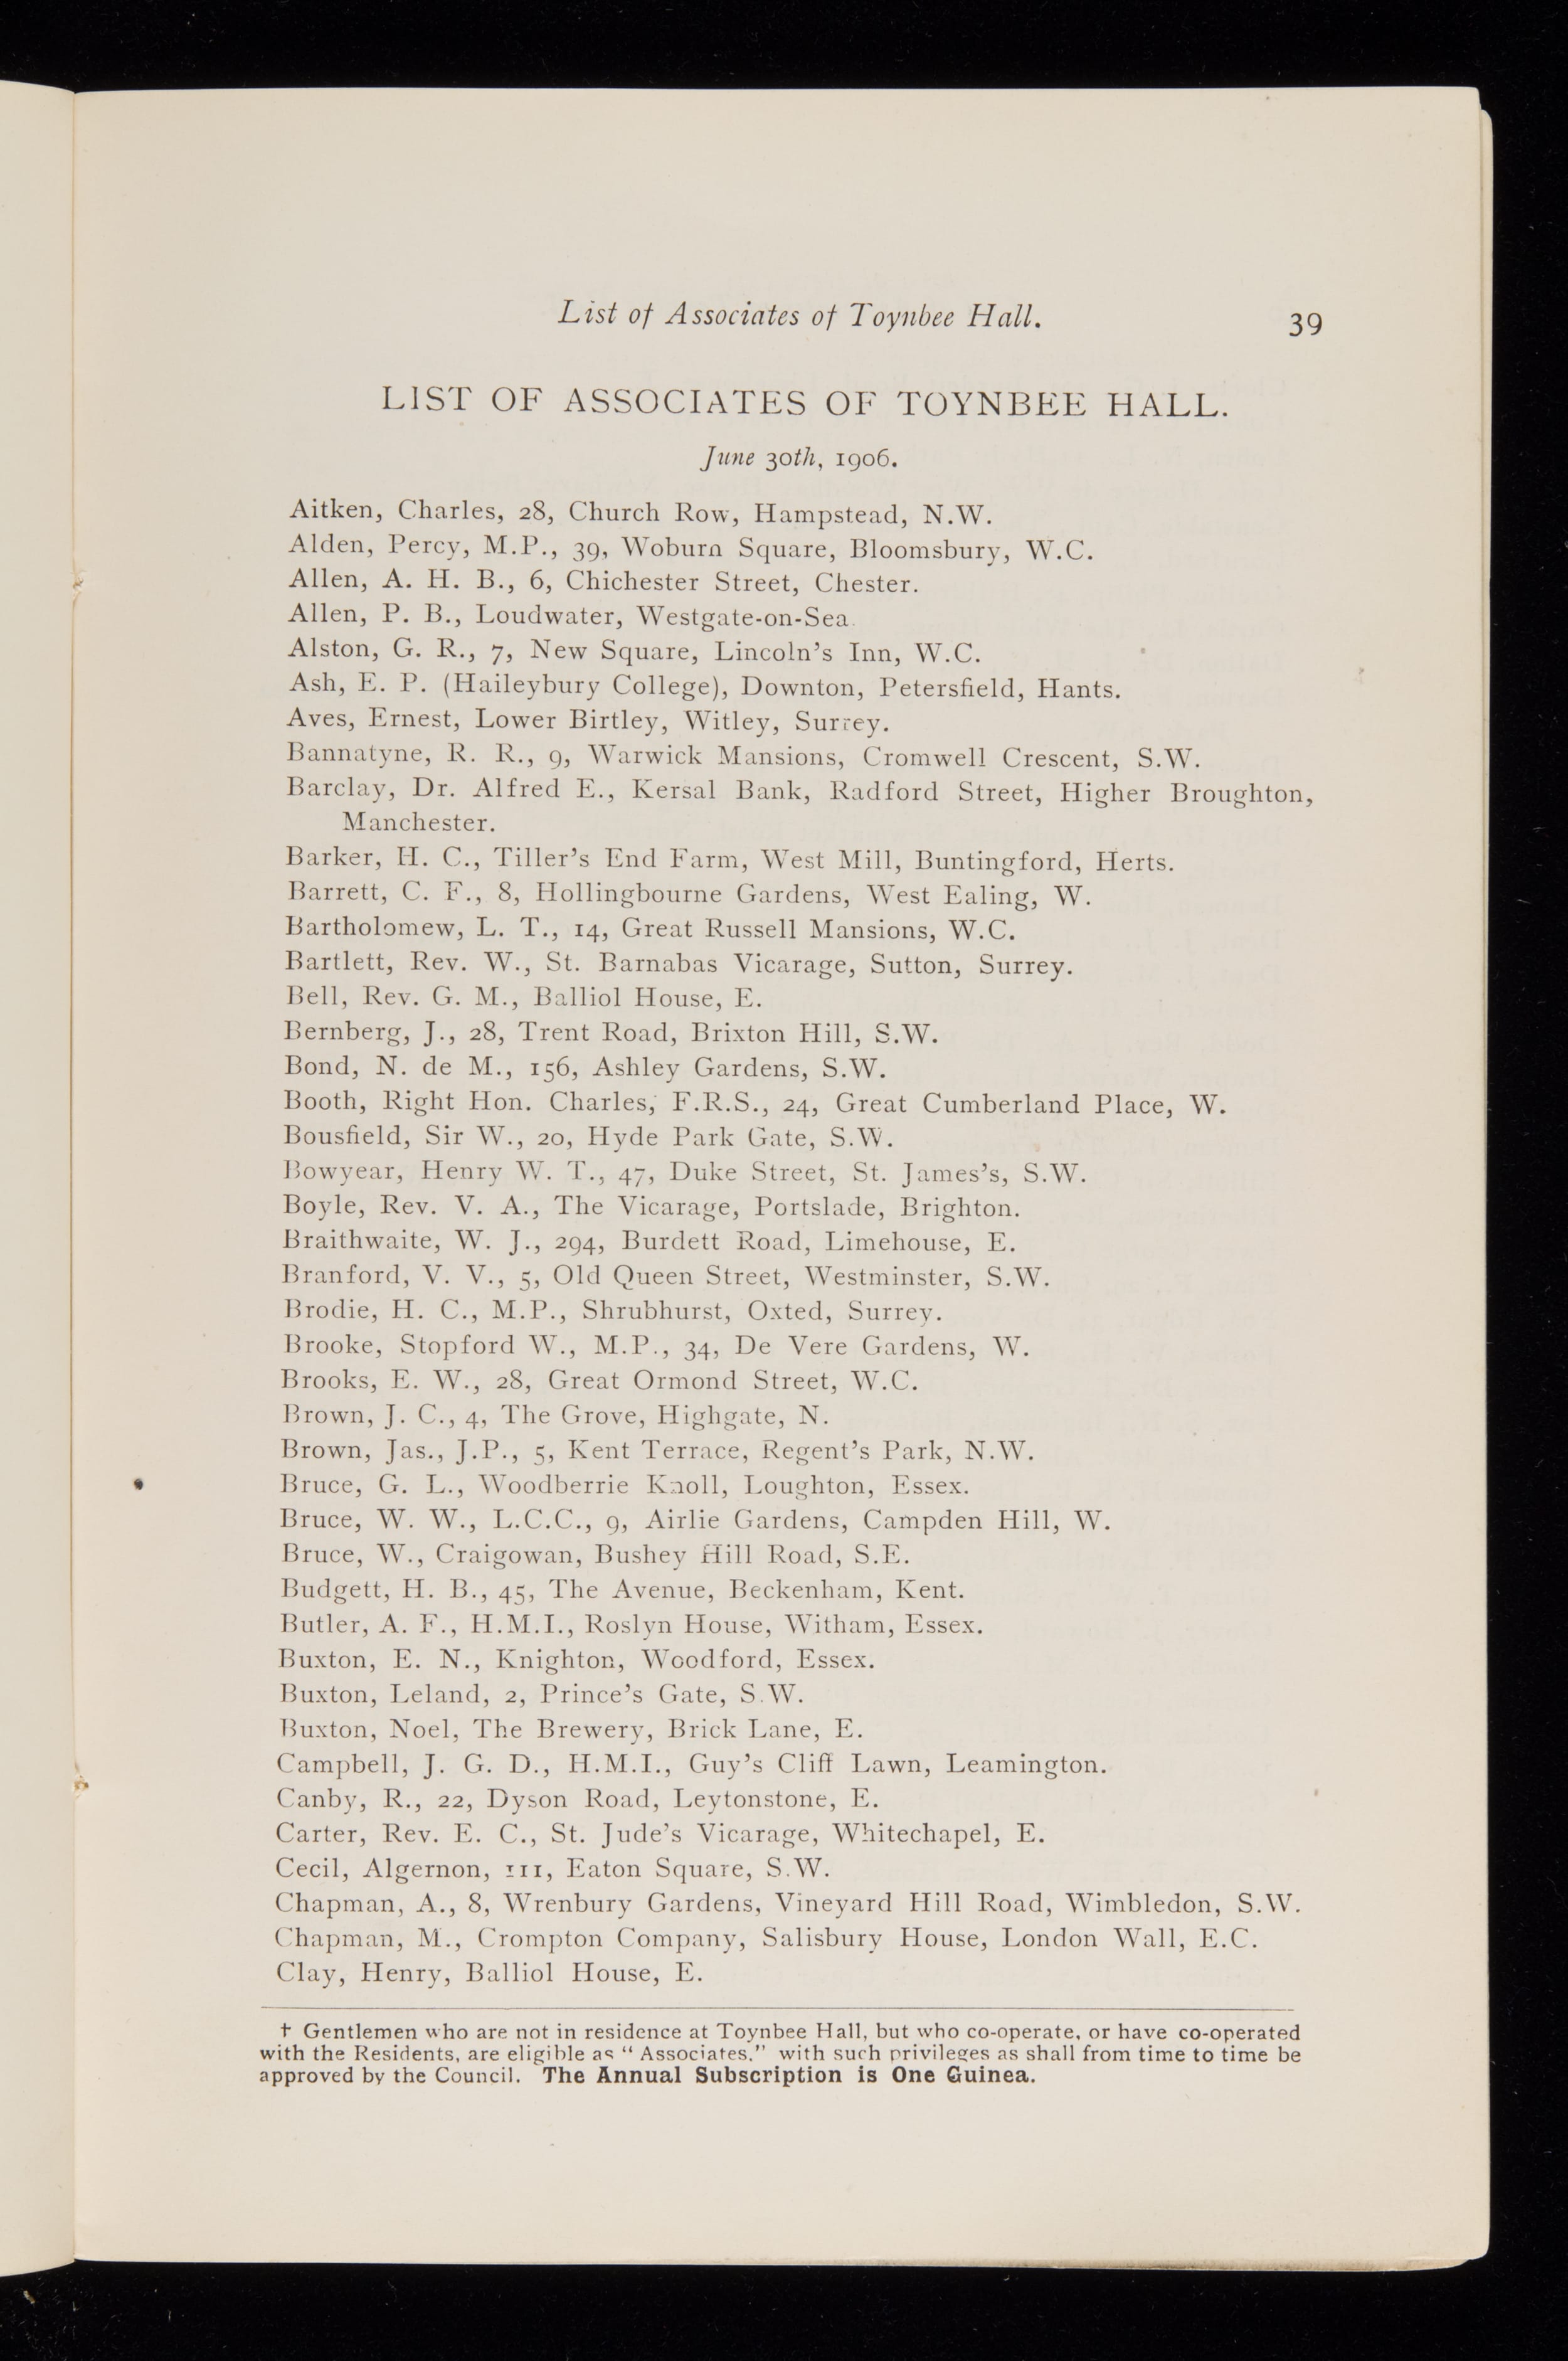 List of Associates of Toynbee Hall. 39
LIST OF ASSOCIATES OF TOYNBEE HALL.
June 30th, 1906.
Aitken, Charles, 28, Church Row, Hampstead, N.W.
Alden, Percy, M.P., 39, Woburn Square, Bloomsbury, W.C.
Allen, A. H. B., 6, Chichester Street, Chester.
Allen, P. B., Loudwater, Westgate-on-Sea.
Alston, G. R., 7, New Square, Lincoln's Inn, W.C.
Ash, E. P. (Haileybury College), Downton, Petersfield, Hants.
Aves, Ernest, Lower Birtley, Witley, Surrey.
Bannatyne, R. R., 9, Warwick Mansions, Cromwell Crescent, S.W.
Barclay, Dr. Alfred E., Kersal Bank, Radford Street, Higher Broughton,
Manchester.
Barker, H. C., Tiller's End Farm, West Mill, Buntingford, Herts.
Barrett, C. F., 8, Hollingbourne Gardens, West Ealing, W.
Bartholomew, L. T., 14, Great Russell Mansions, W.C.
Bartlett, Rev. W., St. Barnabas Vicarage, Sutton, Surrey.
Bell, Rev. G. M., Balliol House, E.
Bernberg, J., 28, Trent Road, Brixton Hill, S.W.
Bond, N. de M., 156, Ashley Gardens, S.W.
Booth, Right Hon. Charles, F.R.S., 24, Great Cumberland Place, W.
Bousfield, Sir W., 20, Hyde Park Gate, S.W.
Bowyear, Henry W. T., 47, Duke Street, St. James's, S.W.
Boyle, Rev. V. A., The Vicarage, Portslade, Brighton.
Braithwaite, W. J., 294, Burdett Road, Limehouse, E.
Branford, V. V., 5, Old Queen Street, Westminster, S.W.
Brodie, H. C., M.P., Shrubhurst, Oxted, Surrey.
Brooke, Stopford W., M.P., 34, De Vere Gardens, W.
Brooks, E. W., 28, Great Ormond Street, W.C.
Brown, J. C., 4, The Grove, Highgate, N.
Brown, Jas., J.P., 5, Kent Terrace, Regent's Park, N.W.
Bruce, G. L., Woodberrie Knoll, Loughton, Essex.
Bruce, W. W., L.C.C., 9, Airlie Gardens, Campden Hill, W.
Bruce, W., Craigowan, Bushey Hill Road, S.E.
Budgett, H. B., 45, The Avenue, Beckenham, Kent.
Butler, A. F., H.M.I., Roslyn House, Witham, Essex.
Buxton, E. N., Knighton, Woodford, Essex.
Buxton, Leland, 2, Prince's Gate, S.W.
Buxton, Noel, The Brewery, Brick Lane, E.
Campbell, J. G. D., H.M.I., Guy's Cliff Lawn, Leamington.
Canby, R., 22, Dyson Road, Leytonstone, E.
Carter, Rev. E. C., St. Jude's Vicarage, Whitechapel, E.
Cecil, Algernon, 111, Eaton Square, S.W.
Chapman, A., 8, Wrenbury Gardens, Vineyard Hill Road, Wimbledon, S.W.
Chapman, M., Crompton Company, Salisbury House, London Wall, E.C.
Clay, Henry, Balliol House, E.
† Gentlemen who are not in residence at Toynbee Hall, but who co-operate, or have co-operated
with the Residents, are eligible as "Associates," with such privileges as shall from time to time be
approved by the Council. The Annual Subscription is One Guinea.